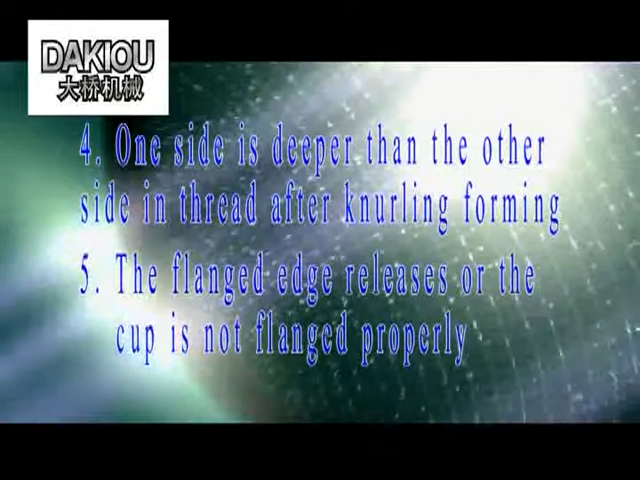 DAKIOU
大桥机械
4. One side is deeper than the other
side in thread after knurling forming
5. The flanged edge releases or the
cup is not flanged properly